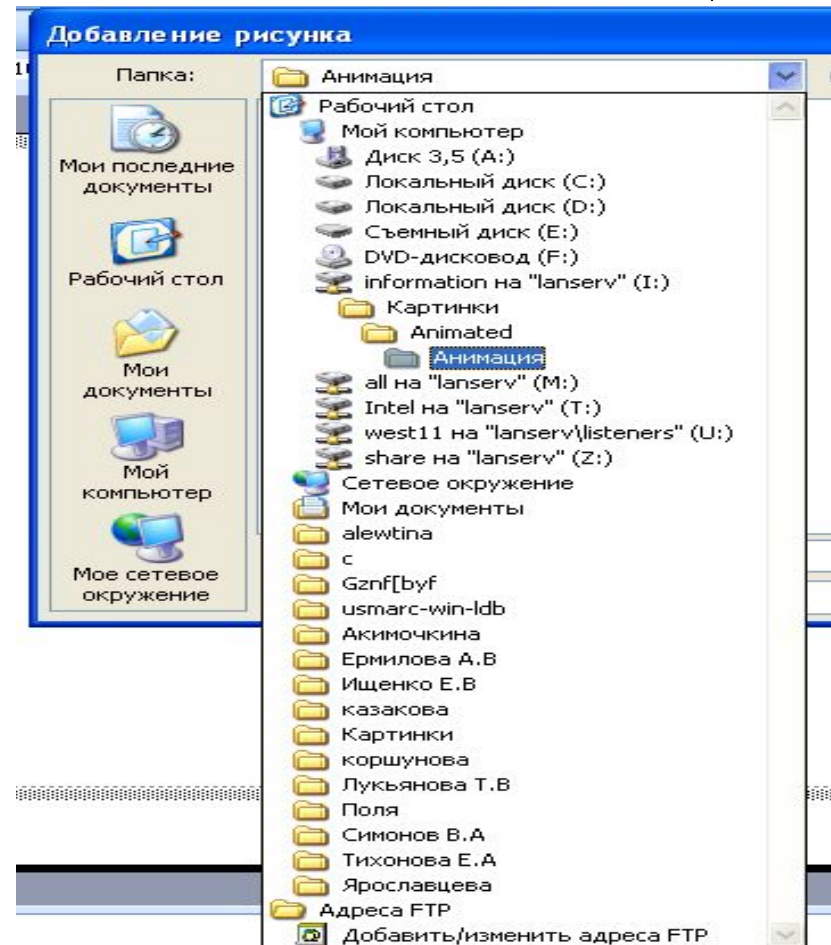 Добавление рисунка
Папка:
Анимация
Мои последние
документы
Рабочий стол
Мои
документы
Мой
компьютер
Мое сетевое
окружение
Рабочий стол
Мой компьютер
Диск 3,5 (A:)
Локальный диск (C:)
Локальный диск (D:)
Съемный диск (E:)
DVD-дисковод (F:)
information на "lanserv" (I:)
Картинки
Animated
Анимация
all на "lanserv" (M:)
Intel на "lanserv" (T:)
west11 на "lanserv\listeners" (U:)
share на "lanserv" (Z:)
Сетевое окружение
Мои документы
alewtina
c
Gznf[byf
usmarc-win-ldb
Акимочкина
Ермилова А.В
Ищенко Е.В
казакова
Картинки
коршунова
Лукьянова Т.В
Поля
Симонов В.А
Тихонова Е.А
Ярославцева
Адреса FTP
Добавить/изменить адреса FTP